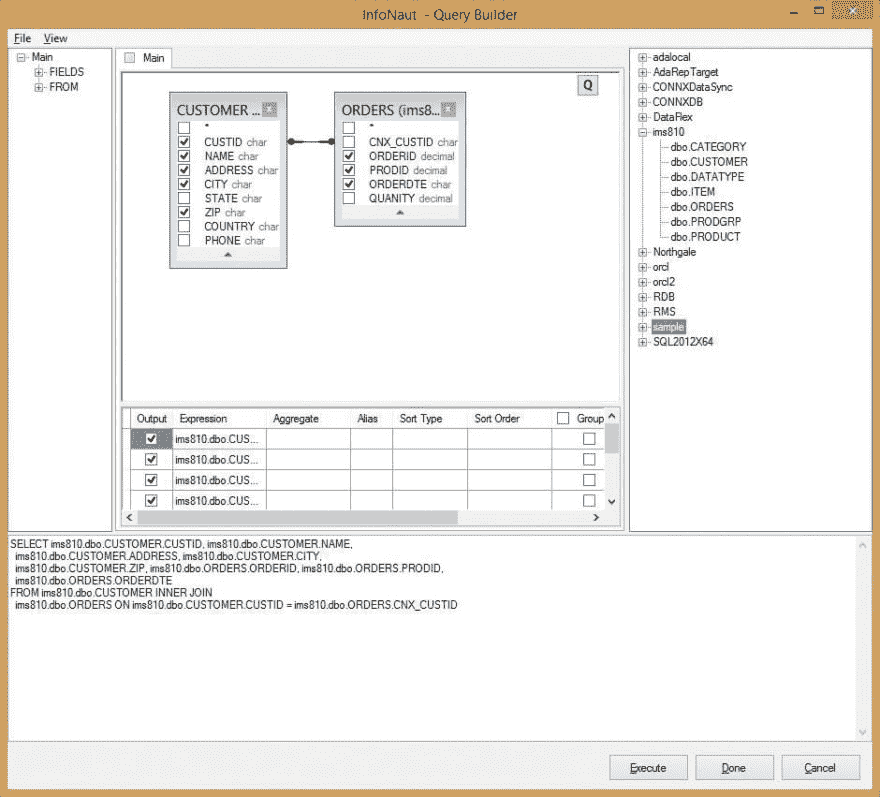 InfoNaut - Query Builder
File View
Main
FIELDS
FROM
Main
Q
CUSTOMER ...
*
CUSTID char
NAME char
ADDRESS char
CITY char
STATE char
ZIP char
COUNTRY char
PHONE char
ORDERS (ims8...
*
CNX_CUSTID char
ORDERID decimal
PRODID decimal
ORDERDTE char
QUANITY decimal
adalocal
AdaRepTarget
CONNXDataSync
CONNXDB
DataFlex
ims810
dbo.CATEGORY
dbo.CUSTOMER
dbo.DATATYPE
dbo.ITEM
dbo.ORDERS
dbo.PRODGRP
dbo.PRODUCT
Northgale
orcl
orcl2
RDB
RMS
sample
SQL2012X64
Output Expression Aggregate Alias Sort Type Sort Order Group
ims810.dbo.CUS...
ims810.dbo.CUS...
ims810.dbo.CUS...
ims810.dbo.CUS...
SELECT ims810.dbo.CUSTOMER.CUSTID, ims810.dbo.CUSTOMER.NAME,
ims810.dbo.CUSTOMER.ADDRESS, ims810.dbo.CUSTOMER.CITY,
ims810.dbo.CUSTOMER.ZIP, ims810.dbo.ORDERS.ORDERID, ims810.dbo.ORDERS.PRODID,
ims810.dbo.ORDERS.ORDERDTE
FROM ims810.dbo.CUSTOMER INNER JOIN
ims810.dbo.ORDERS ON ims810.dbo.CUSTOMER.CUSTID = ims810.dbo.ORDERS.CNX_CUSTID
Execute Done Cancel